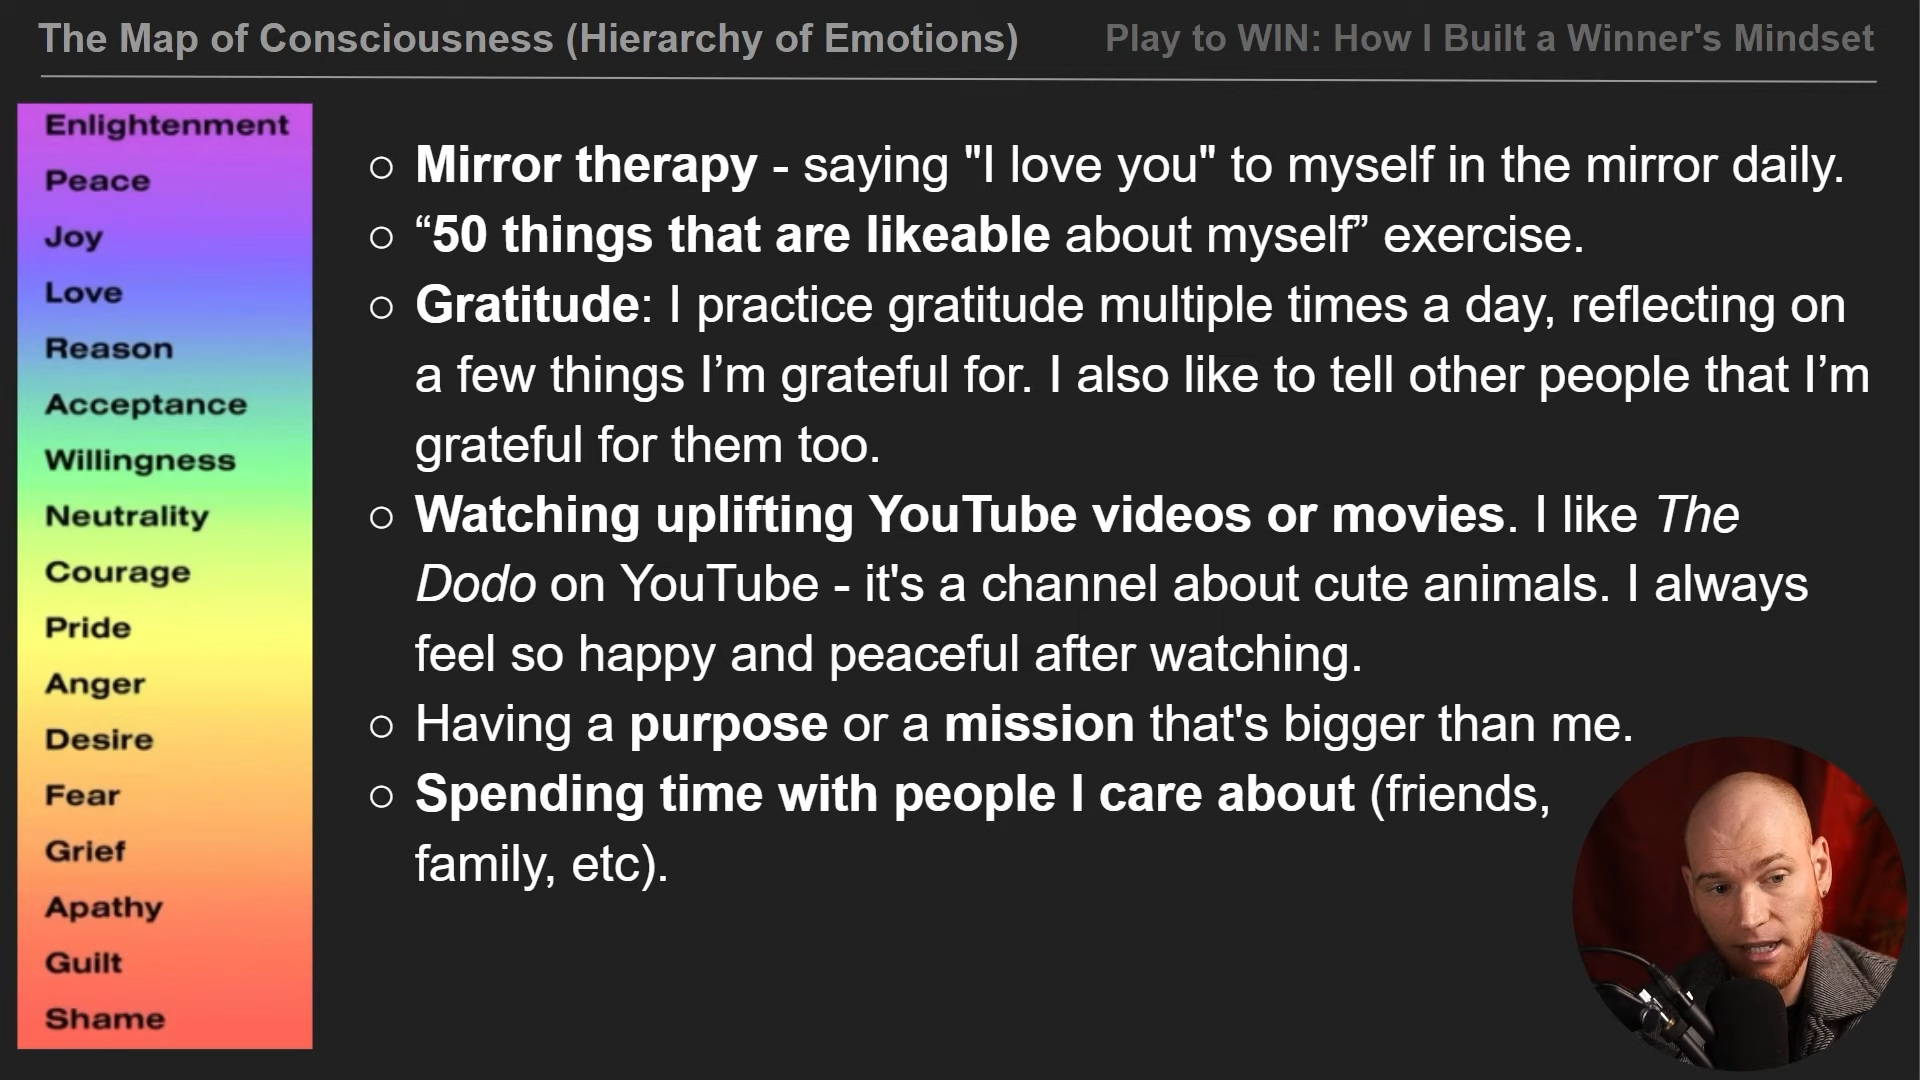 The Map of Consciousness (Hierarchy of Emotions)
Play to WIN: How I Built a Winner's Mindset
Enlightenment
Peace
Joy
Love
Reason
Acceptance
Willingness
Neutrality
Courage
Pride
Anger
Desire
Fear
Grief
Apathy
Guilt
Shame
○ Mirror therapy - saying "I love you" to myself in the mirror daily.
○ “50 things that are likeable about myself” exercise.
○ Gratitude: I practice gratitude multiple times a day, reflecting on
a few things I’m grateful for. I also like to tell other people that I’m
grateful for them too.
○ Watching uplifting YouTube videos or movies. I like The
Dodo on YouTube - it's a channel about cute animals. I always
feel so happy and peaceful after watching.
○ Having a purpose or a mission that's bigger than me.
○ Spending time with people I care about (friends,
family, etc).